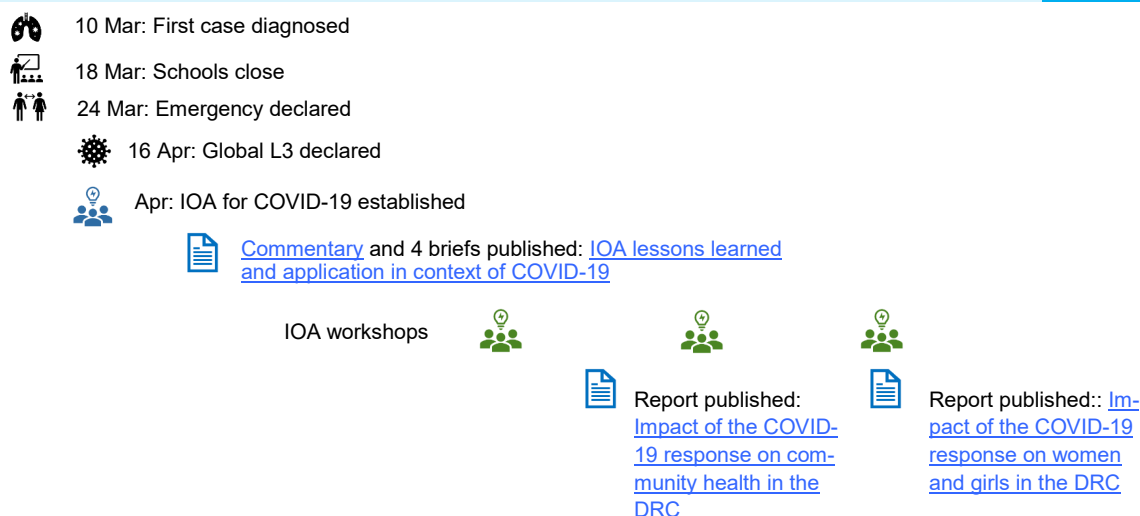 10 Mar: First case diagnosed
18 Mar: Schools close
24 Mar: Emergency declared
16 Apr: Global L3 declared
Apr: IOA for COVID-19 established
Commentary and 4 briefs published: IOA lessons learned
and application in context of COVID-19
IOA workshops
Report published:
Impact of the COVID-
19 response on com-
munity health in the
DRC
Report published:: Im-
pact of the COVID-19
response on women
and girls in the DRC